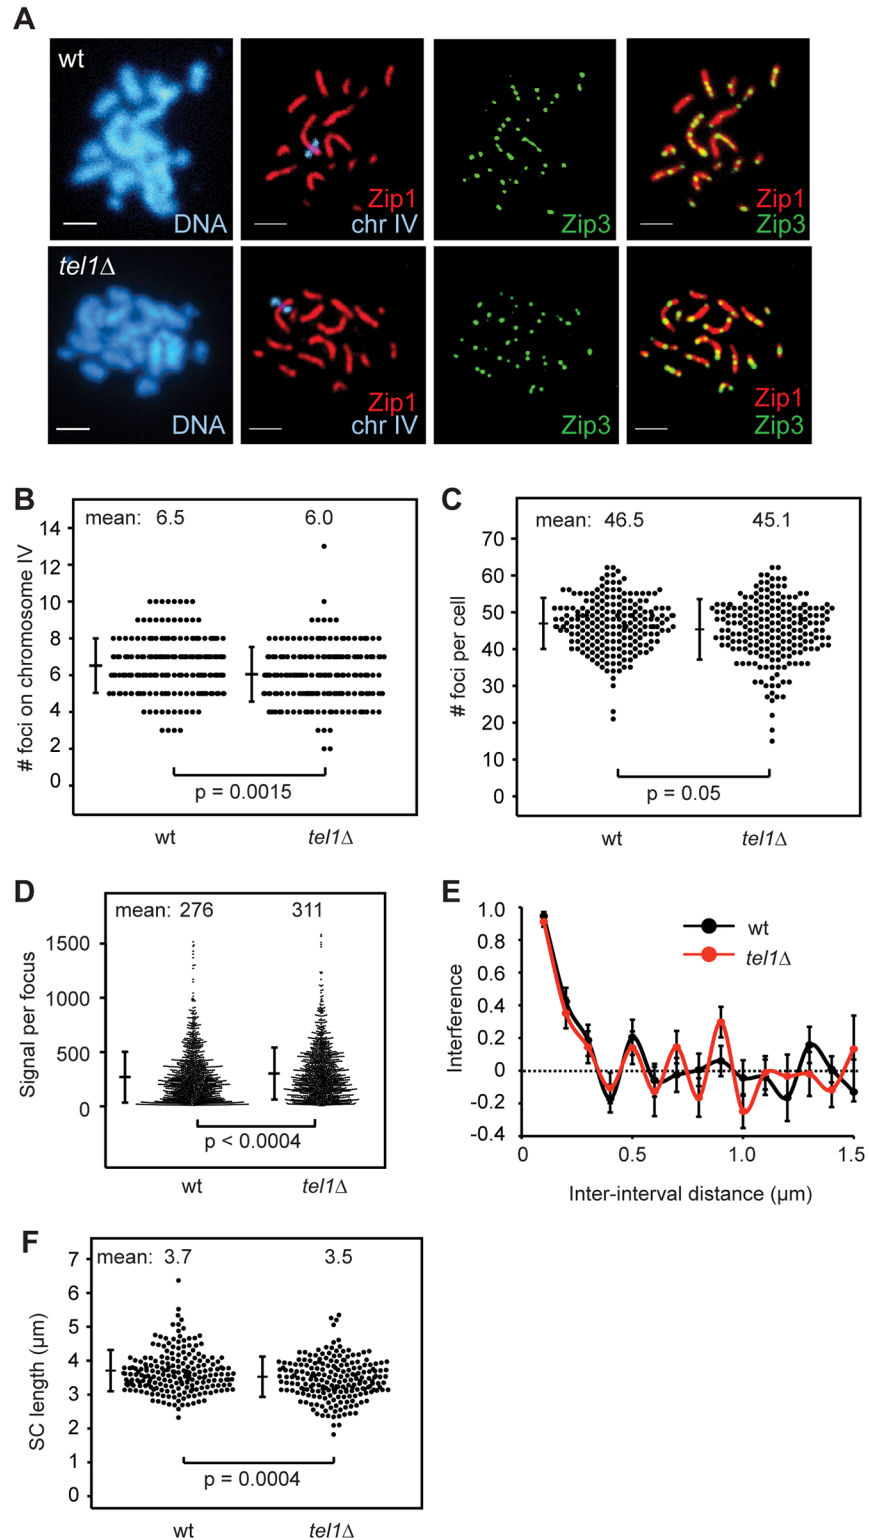 A
wt
DNA
Zip1
chr IV
Zip3
Zip1
Zip3
tel1Δ
DNA
Zip1
chr IV
Zip3
Zip1
Zip3
B
mean: 6.5 6.0
14
12
10
8
6
4
2
0
# foci on chromosome IV
p = 0.0015
wt tel1Δ
C
mean: 46.5 45.1
70
60
50
40
30
20
10
0
# foci per cell
p = 0.05
wt tel1Δ
D
mean: 276 311
1500
1000
500
0
Signal per focus
p < 0.0004
wt tel1Δ
E
1.0
0.8
0.6
0.4
0.2
0
-0.2
-0.4
Interference
wt
tel1Δ
0 0.5 1.0 1.5
Inter-interval distance (µm)
F
mean: 3.7 3.5
7
6
5
4
3
2
1
0
SC length (µm)
p = 0.0004
wt tel1Δ